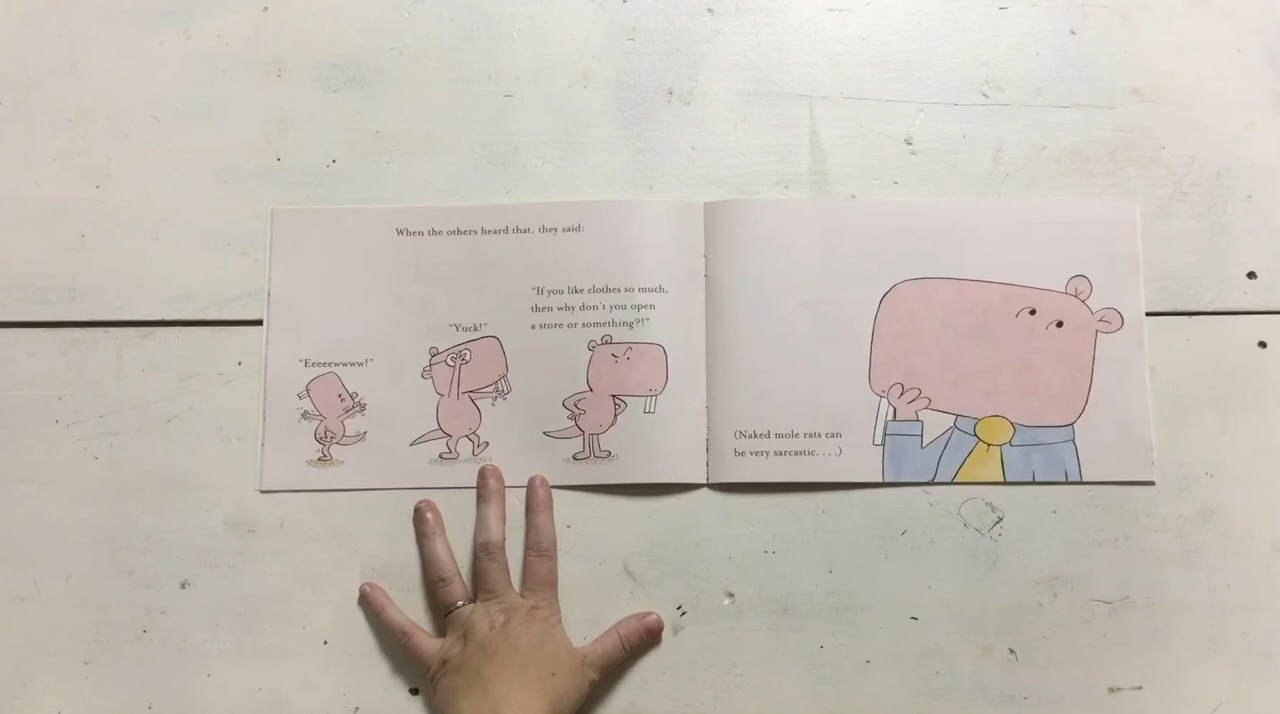 When the others heard that, they said:
“Eeeeewwww!”
“Yuck!”
“If you like clothes so much,
then why don’t you open
a store or something?!”
(Naked mole rats can
be very sarcastic. . . .)